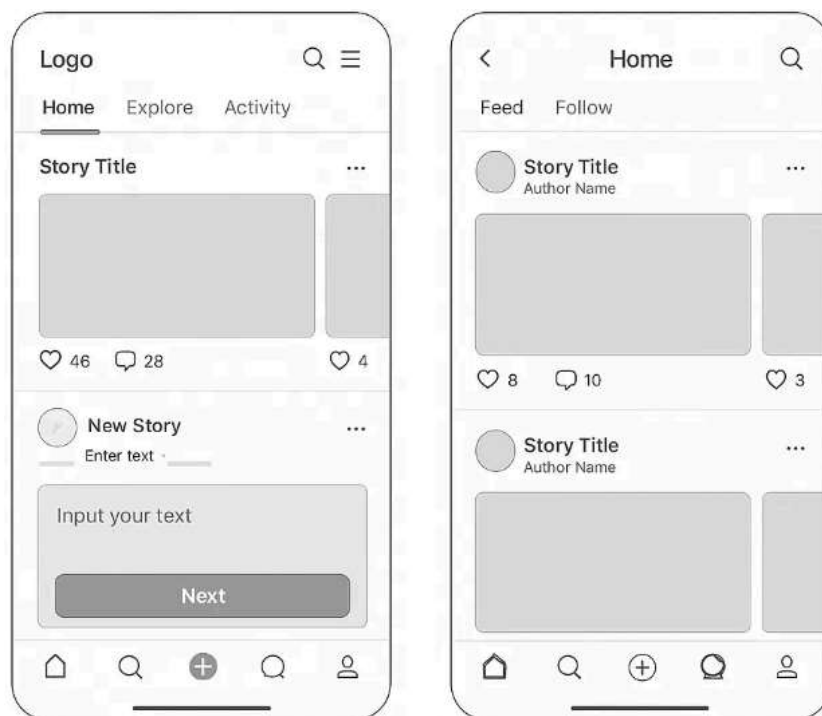 Logo
Home Explore Activity
Story Title
46 28 4
New Story
Enter text
Input your text
Next
Home
Feed Follow
Story Title
Author Name
8 10 3
Story Title
Author Name